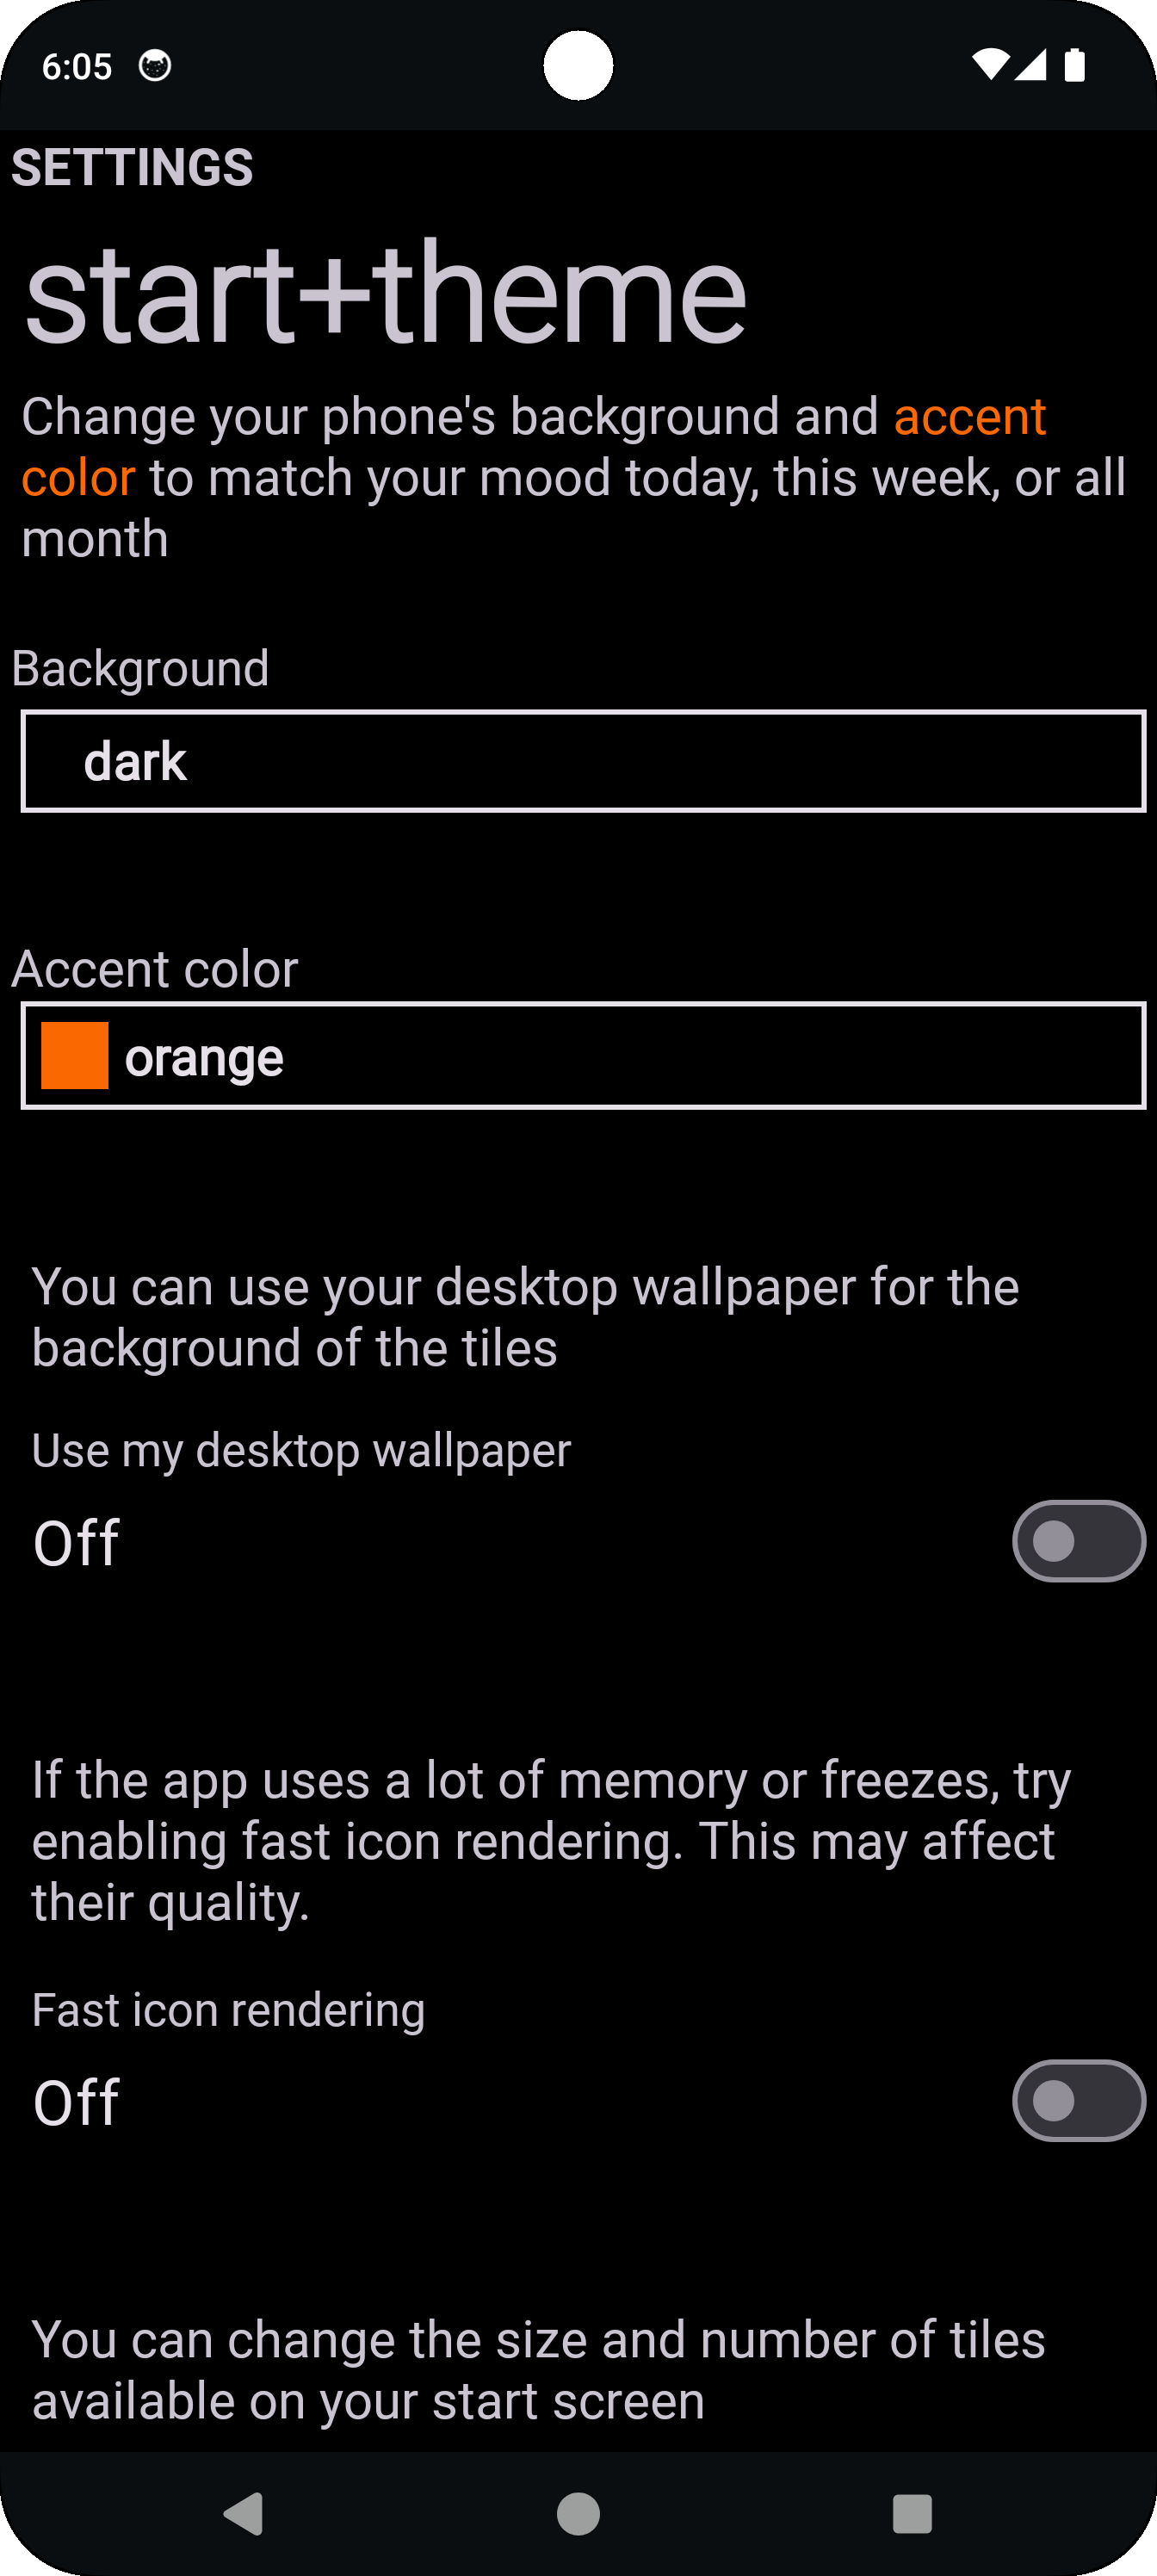 6:05
SETTINGS
start+theme
Change your phone's background and accent
color to match your mood today, this week, or all
month
Background
dark
Accent color
orange
You can use your desktop wallpaper for the
background of the tiles
Use my desktop wallpaper
Off
If the app uses a lot of memory or freezes, try
enabling fast icon rendering. This may affect
their quality.
Fast icon rendering
Off
You can change the size and number of tiles
available on your start screen